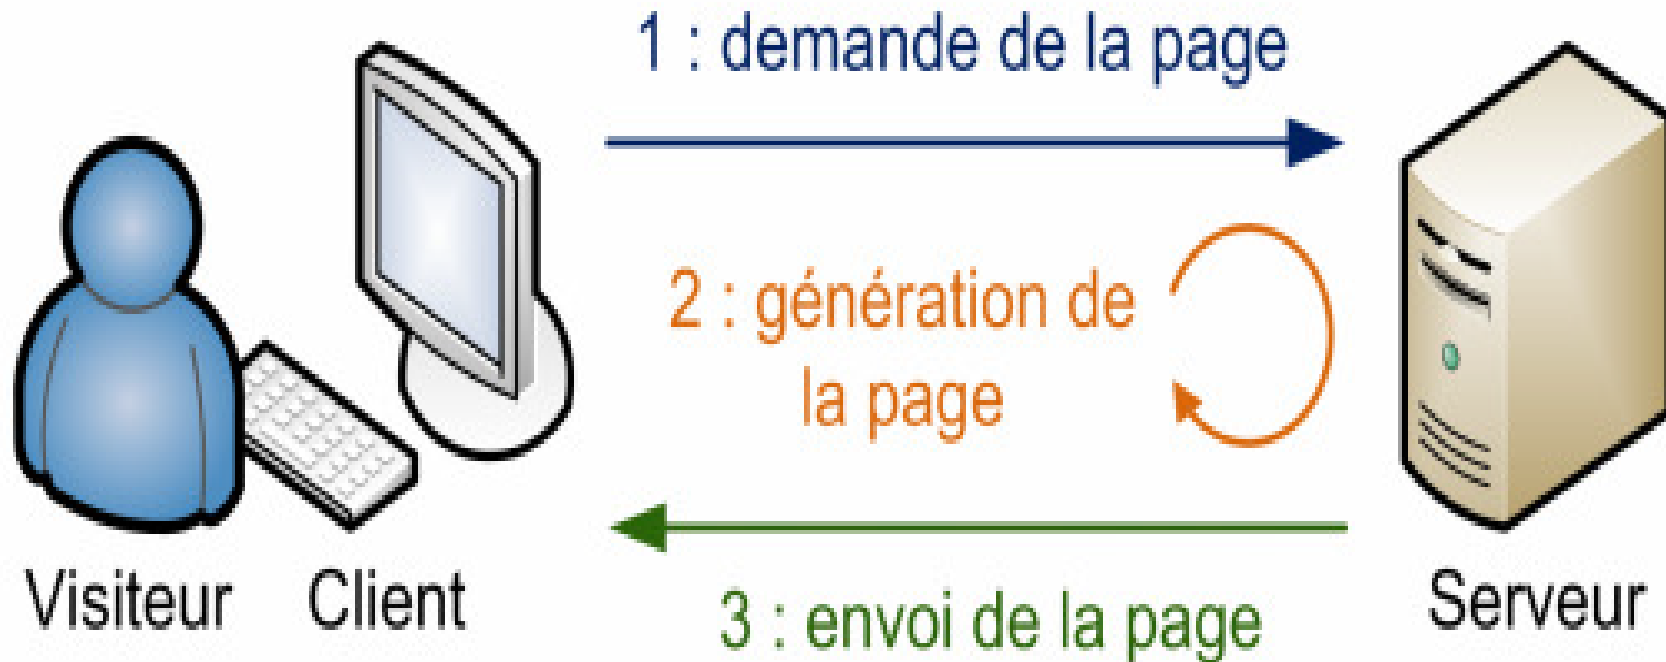 1 : demande de la page
2 : génération de
la page
3 : envoi de la page
Visiteur
Client
Serveur